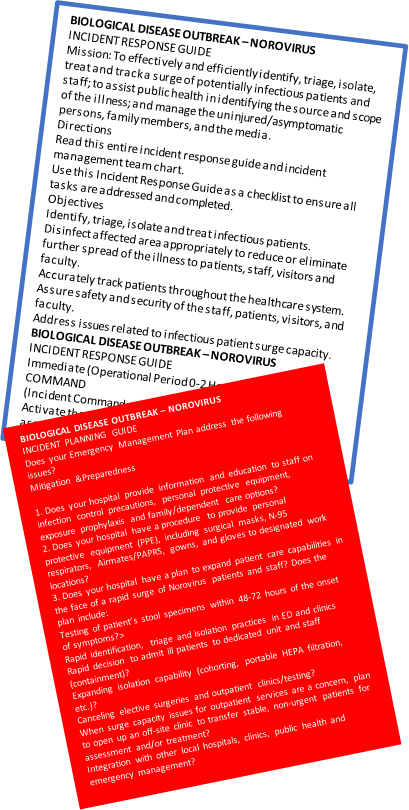 BIOLOGICAL DISEASE OUTBREAK – NOROVIRUS
INCIDENT RESPONSE GUIDE
Mission: To effectively and efficiently identify, triage, isolate,
treat and track a surge of potentially infectious patients and
staff; to assist public health in identifying the source and scope
of the illness; and manage the uninjured/asymptomatic
persons, family members, and the media.
Directions
Read this entire incident response guide and incident
management team chart.
Use this Incident Response Guide as a checklist to ensure all
tasks are addressed and completed.
Objectives
Identify, triage, isolate and treat infectious patients.
Disinfect affected area appropriately to reduce or eliminate
further spread of the illness to patients, staff, visitors and
faculty.
Accurately track patients throughout the healthcare system.
Assure safety and security of the staff, patients, visitors, and
faculty.
Address issues related to infectious patient surge capacity.
BIOLOGICAL DISEASE OUTBREAK – NOROVIRUS
INCIDENT RESPONSE GUIDE
Immediate (Operational Period 0-2
COMMAND
(Incident Command
Activate
BIOLOGICAL DISEASE OUTBREAK – NOROVIRUS
INCIDENT PLANNING GUIDE
Does your Emergency Management Plan address the following
issues?
Mitigation &Preparedness
1. Does your hospital provide information and education to staff on
infection control precautions, personal protective equipment,
exposure prophylaxis and family/dependent care options?
2. Does your hospital have a procedure to provide personal
protective equipment (PPE), including surgical masks, N-95
respirators, Airmates/PAPRS, gowns, and gloves to designated work
locations?
3. Does your hospital have a plan to expand patient care capabilities in
the face of a rapid surge of Norovirus patients and staff? Does the
plan include:
Testing of patient's stool specimens within 48-72 hours of the onset
of symptoms?>
Rapid identification, triage and isolation practices in ED and clinics
Rapid decision to admit ill patients to dedicated unit and staff
(containment)?
Expanding isolation capability (cohorting, portable HEPA filtration,
etc.)?
Canceling elective surgeries and outpatient clinics/testing?
When surge capacity issues for outpatient services are a concern, plan
to open up an off-site clinic to transfer stable, non-urgent patients for
assessment and/or treatment?
Integration with other local hospitals, clinics, public health and
emergency management?